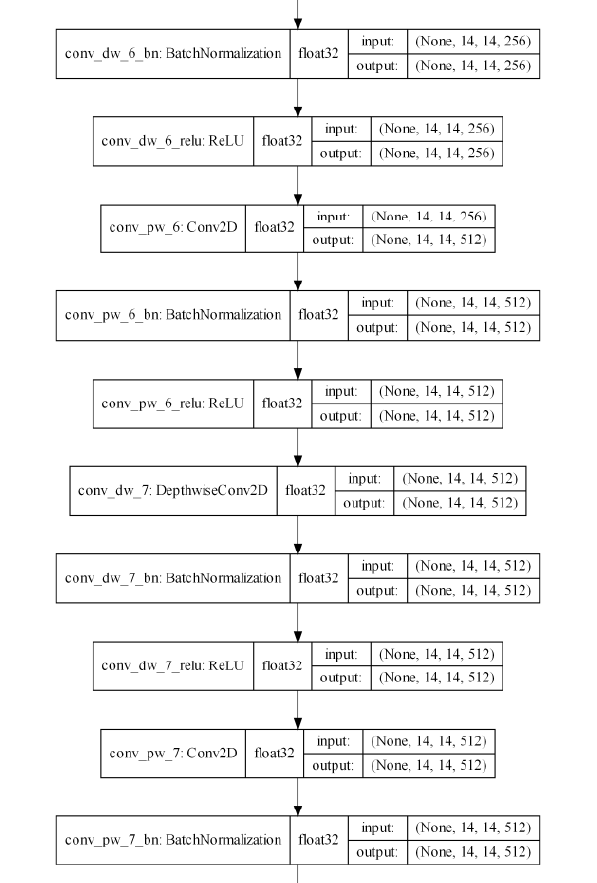 conv_dw_6_bn: BatchNormalization float32 input: (None, 14, 14, 256)
output: (None, 14, 14, 256)
conv_dw_6_relu: ReLU float32 input: (None, 14, 14, 256)
output: (None, 14, 14, 256)
conv_pw_6: Conv2D float32 input: (None, 14, 14, 256)
output: (None, 14, 14, 512)
conv_pw_6_bn: BatchNormalization float32 input: (None, 14, 14, 512)
output: (None, 14, 14, 512)
conv_pw_6_relu: ReLU float32 input: (None, 14, 14, 512)
output: (None, 14, 14, 512)
conv_dw_7: DepthwiseConv2D float32 input: (None, 14, 14, 512)
output: (None, 14, 14, 512)
conv_dw_7_bn: BatchNormalization float32 input: (None, 14, 14, 512)
output: (None, 14, 14, 512)
conv_dw_7_relu: ReLU float32 input: (None, 14, 14, 512)
output: (None, 14, 14, 512)
conv_pw_7: Conv2D float32 input: (None, 14, 14, 512)
output: (None, 14, 14, 512)
conv_pw_7_bn: BatchNormalization float32 input: (None, 14, 14, 512)
output: (None, 14, 14, 512)